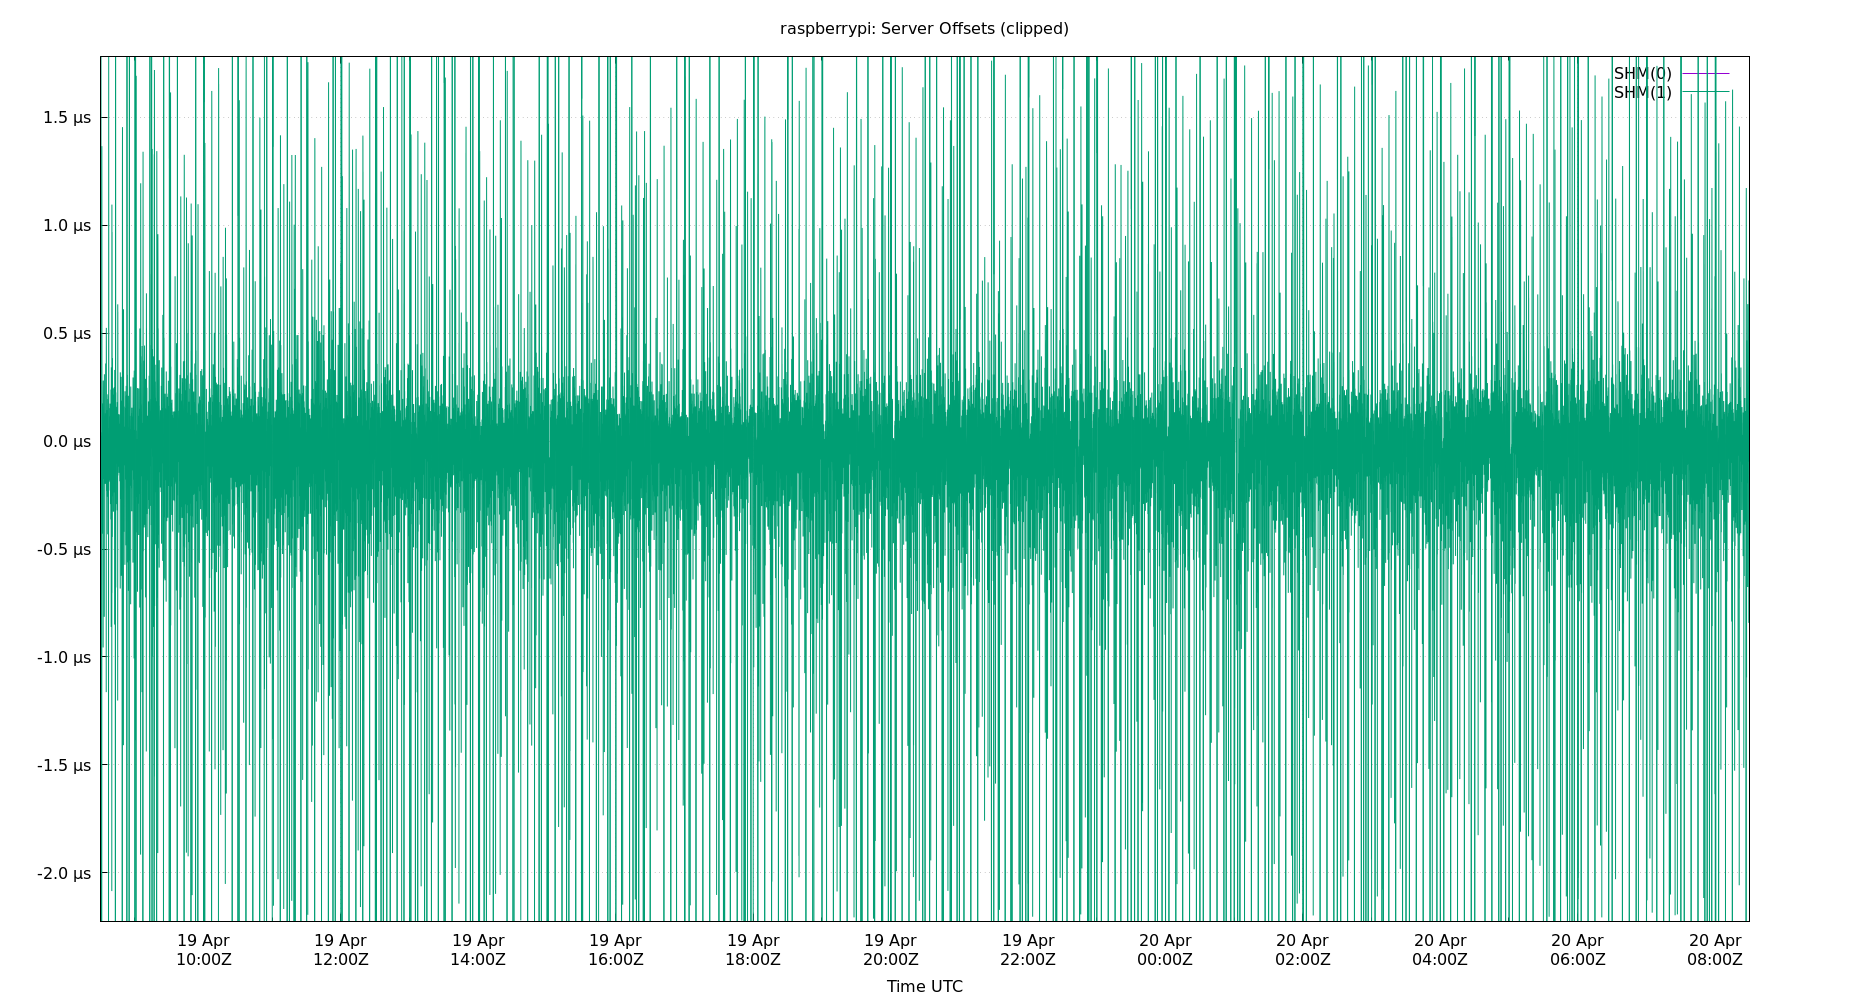 raspberrypi: Server Offsets (clipped)
SHM(0)
SHM(1)
1.5 µs
1.0 µs
0.5 µs
0.0 µs
-0.5 µs
-1.0 µs
-1.5 µs
-2.0 µs
19 Apr 19 Apr 19 Apr 19 Apr 19 Apr 19 Apr 19 Apr 20 Apr 20 Apr 20 Apr 20 Apr 20 Apr
10:00Z 12:00Z 14:00Z 16:00Z 18:00Z 20:00Z 22:00Z 00:00Z 02:00Z 04:00Z 06:00Z 08:00Z
Time UTC